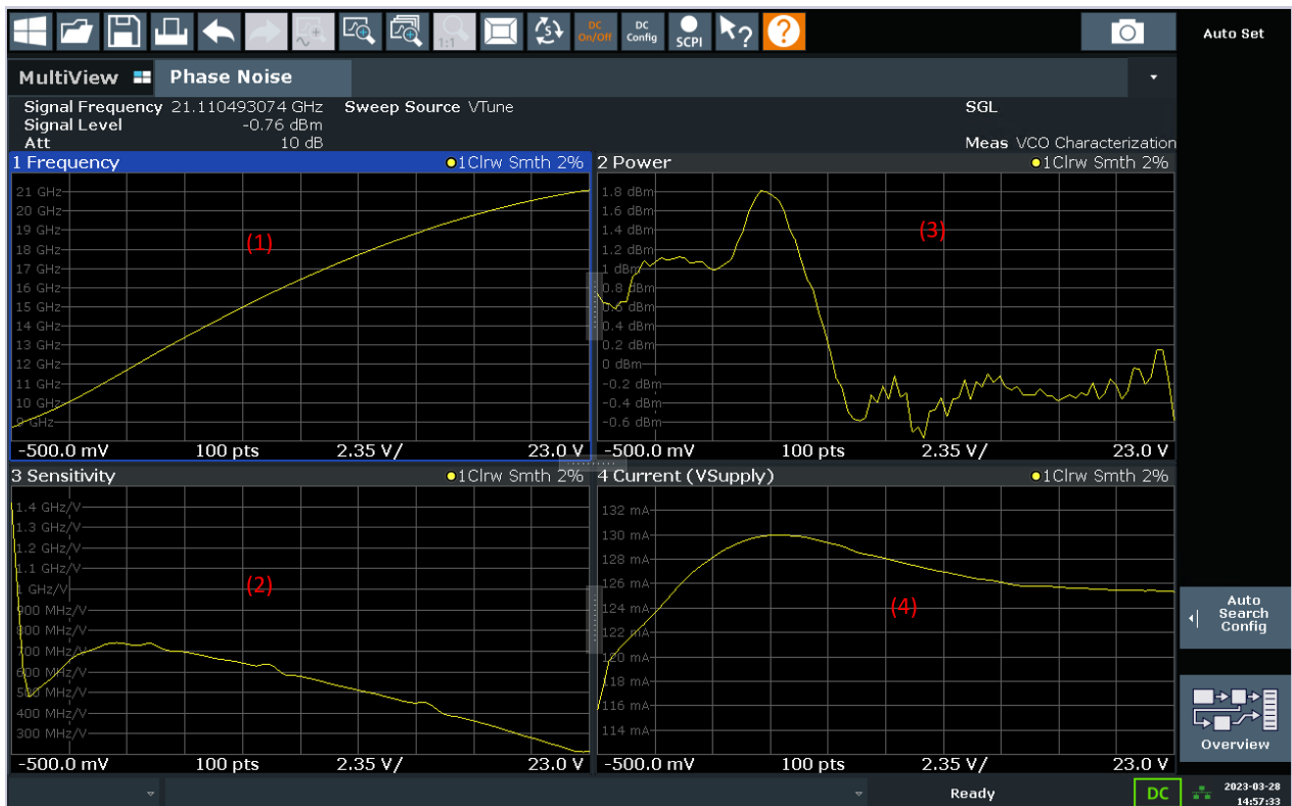 DC On/Off
DC Config
SCPI
1:1
Auto Set
MultiView
Phase Noise
Signal Frequency 21.110493074 GHz Sweep Source VTune SGL
Signal Level -0.76 dBm
Att 10 dB Meas VCO Characterization
1 Frequency 1Clrw Smth 2%
21 GHz
20 GHz
19 GHz
18 GHz
17 GHz
16 GHz
15 GHz
14 GHz
13 GHz
12 GHz
11 GHz
10 GHz
9 GHz
(1)
-500.0 mV 100 pts 2.35 V/ 23.0 V
2 Power 1Clrw Smth 2%
1.8 dBm
1.6 dBm
1.4 dBm
1.2 dBm
1 dBm
0.8 dBm
0.6 dBm
0.4 dBm
0.2 dBm
0 dBm
-0.2 dBm
-0.4 dBm
-0.6 dBm
(3)
-500.0 mV 100 pts 2.35 V/ 23.0 V
3 Sensitivity 1Clrw Smth 2%
1.4 GHz/V
1.3 GHz/V
1.2 GHz/V
1.1 GHz/V
1 GHz/V
900 MHz/V
800 MHz/V
700 MHz/V
600 MHz/V
500 MHz/V
400 MHz/V
300 MHz/V
(2)
-500.0 mV 100 pts 2.35 V/ 23.0 V
4 Current (VSupply) 1Clrw Smth 2%
132 mA
130 mA
128 mA
126 mA
124 mA
122 mA
120 mA
118 mA
116 mA
114 mA
(4)
-500.0 mV 100 pts 2.35 V/ 23.0 V
Auto
Search
Config
Overview
Ready
DC
2023-03-28
14:57:33